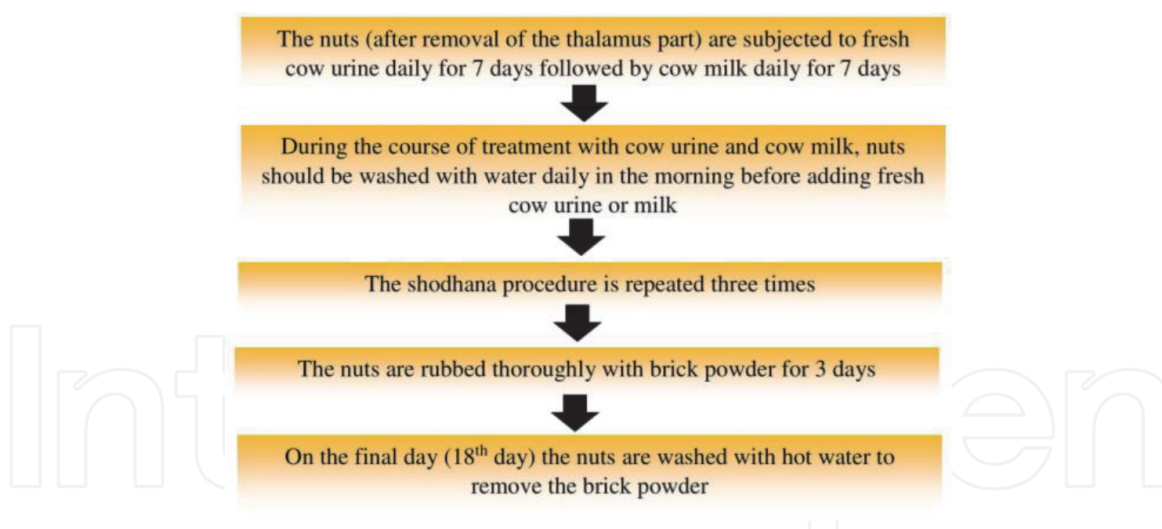 The nuts (after removal of the thalamus part) are subjected to fresh
cow urine daily for 7 days followed by cow milk daily for 7 days
During the course of treatment with cow urine and cow milk, nuts
should be washed with water daily in the morning before adding fresh
cow urine or milk
The shodhana procedure is repeated three times
The nuts are rubbed thoroughly with brick powder for 3 days
On the final day (18th day) the nuts are washed with hot water to
remove the brick powder